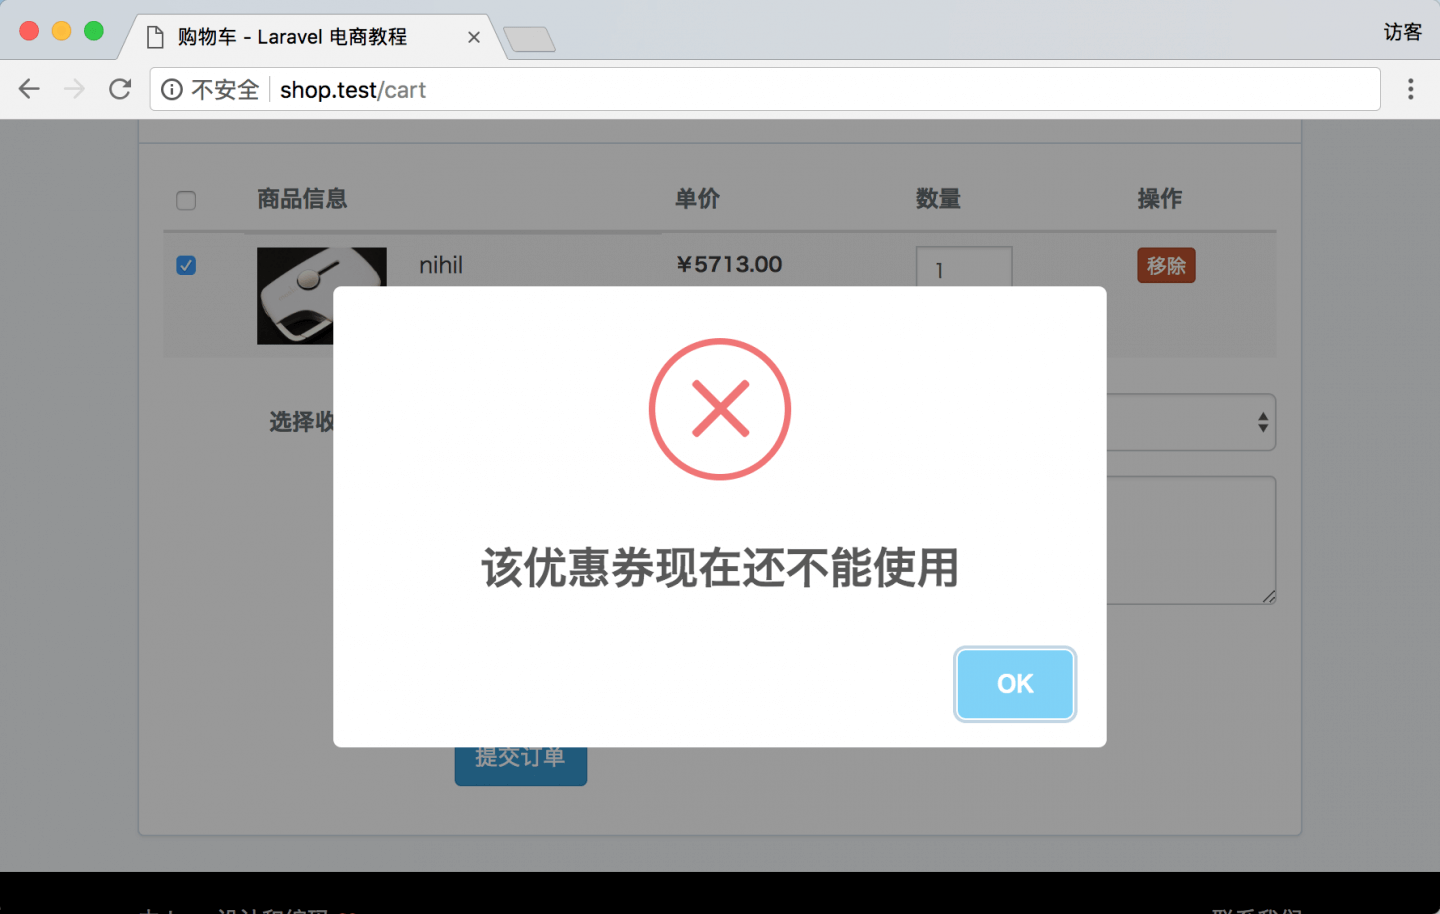 购物车 - Laravel 电商教程
访客
不安全 shop.test/cart
商品信息 单价 数量 操作
nihil ¥5713.00 1 移除
选择收
该优惠券现在还不能使用
OK
提交订单